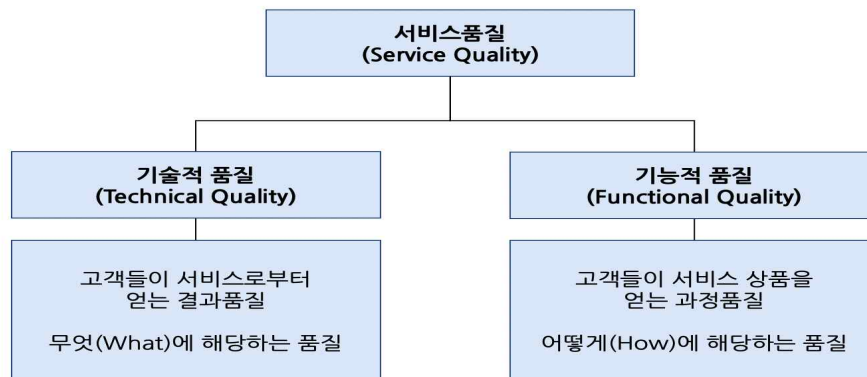 서비스품질
(Service Quality)
기술적 품질
(Technical Quality)
고객들이 서비스로부터
얻는 결과품질
무엇(What)에 해당하는 품질
기능적 품질
(Functional Quality)
고객들이 서비스 상품을
얻는 과정품질
어떻게(How)에 해당하는 품질